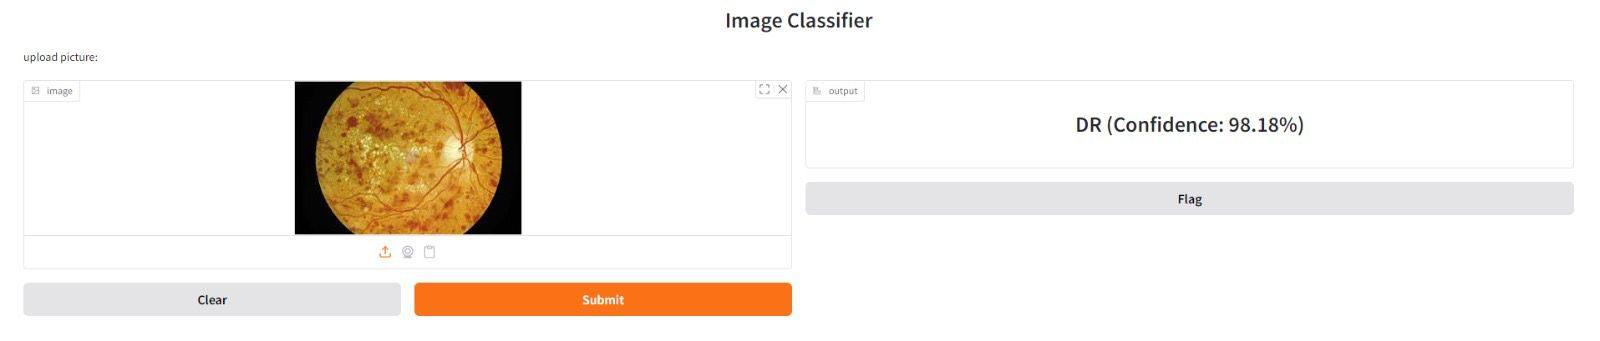 Image Classifier
upload picture:
image
output
DR (Confidence: 98.18%)
Flag
Clear
Submit